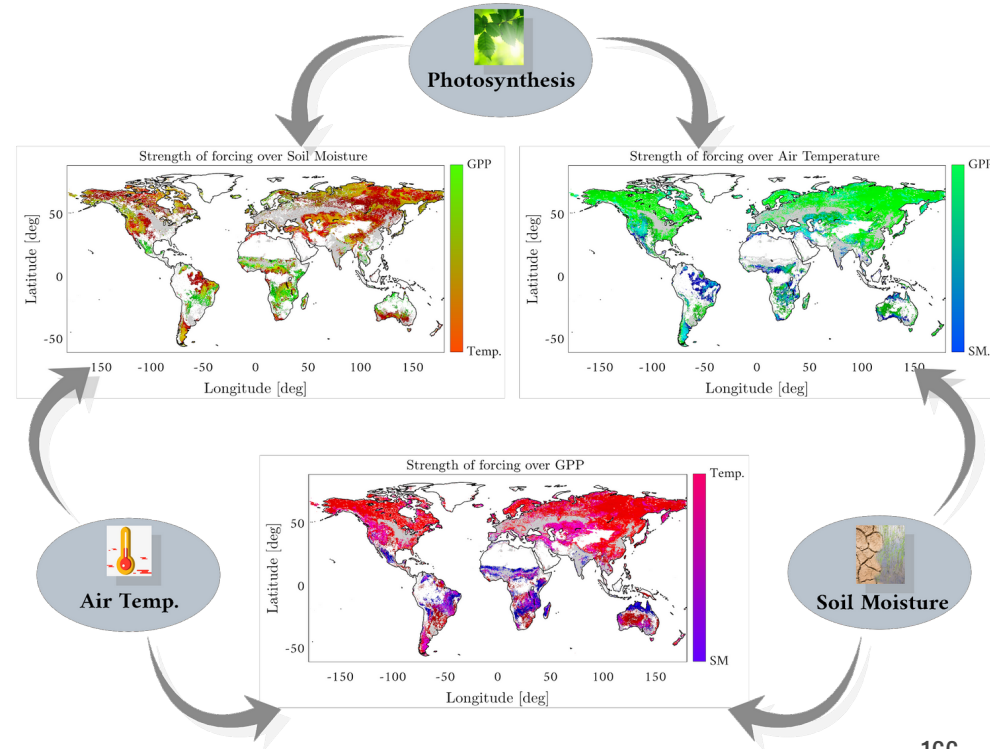 Photosynthesis
Strength of forcing over Soil Moisture
GPP
Temp.
50
0
-50
Latitude [deg]
150 -100 -50 0 50 100 150
Longitude [deg]
Strength of forcing over Air Temperature
GPP
SM.
50
0
-50
Latitude [deg]
-150 -100 -50 0 50 100 150
Longitude [deg]
Strength of forcing over GPP
Temp.
SM
50
0
-50
Latitude [deg]
-150 -100 -50 0 50 100 150
Longitude [deg]
Air Temp.
Soil Moisture